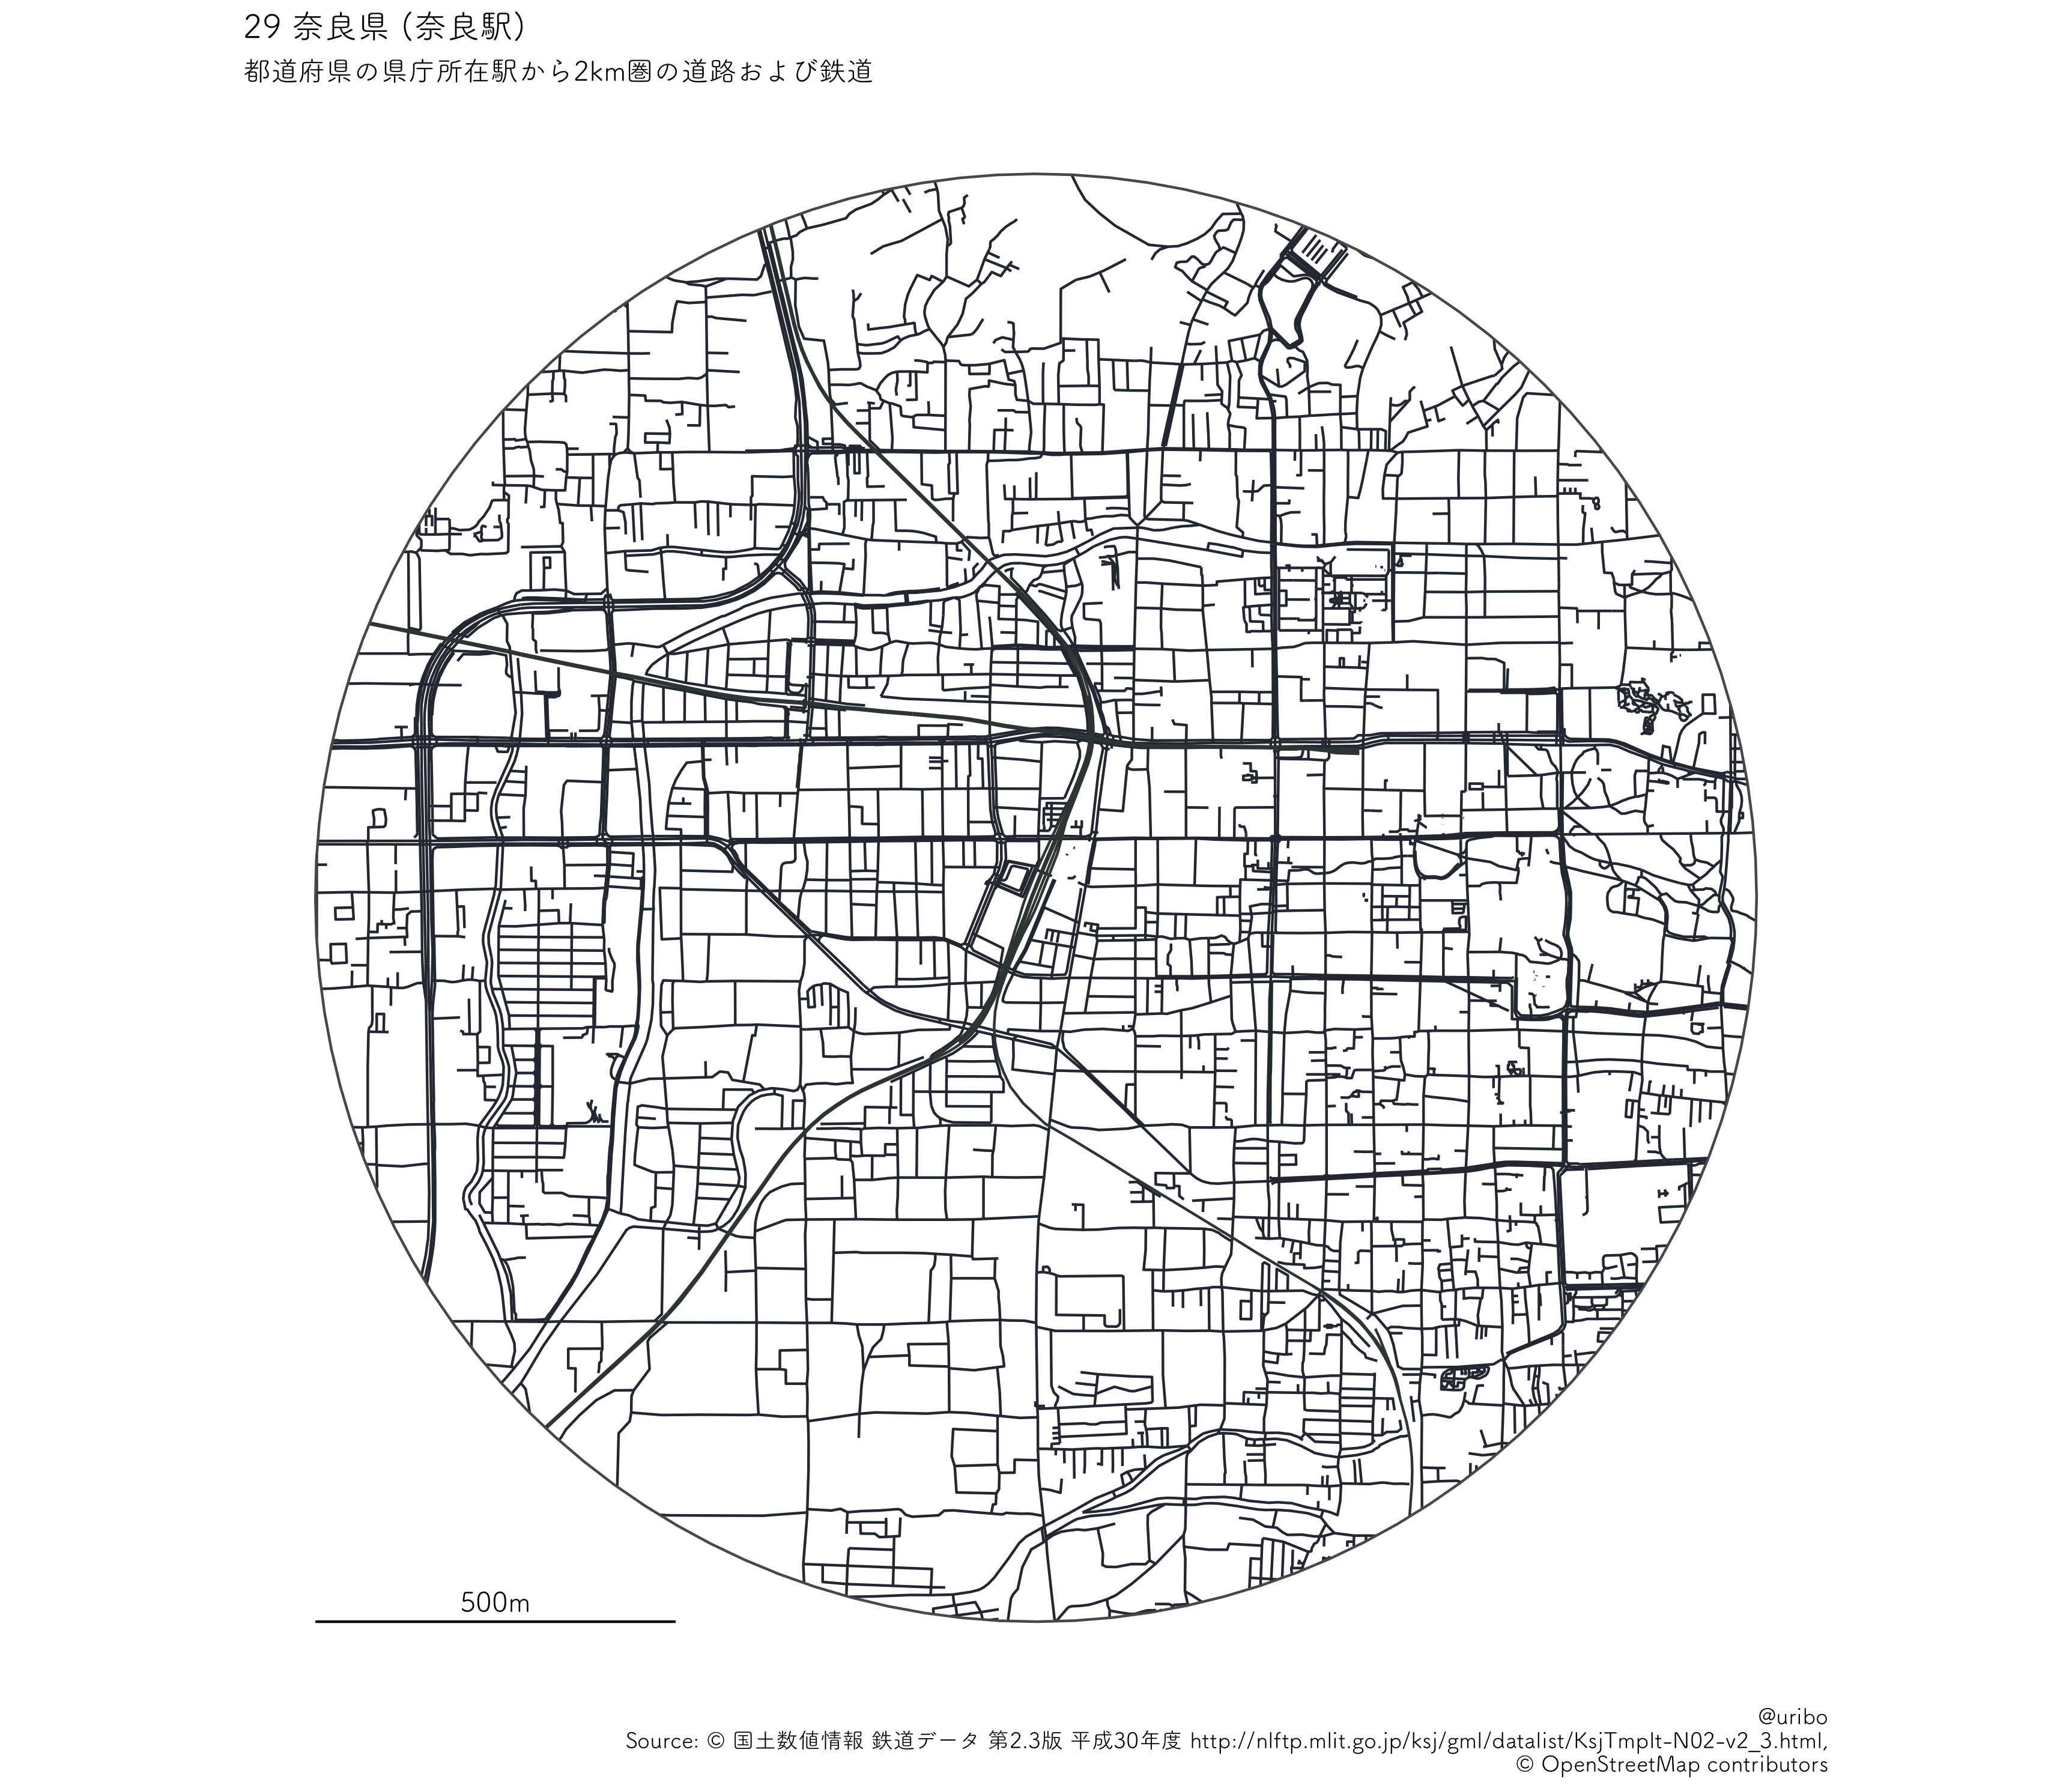 29 奈良県 (奈良駅)
都道府県の県庁所在駅から2km圏の道路および鉄道
500m
@uribo
Source: © 国土数値情報 鉄道データ 第2.3版 平成30年度 http://nlftp.mlit.go.jp/ksj/gml/datalist/KsjTmplt-N02-v2_3.html,
© OpenStreetMap contributors